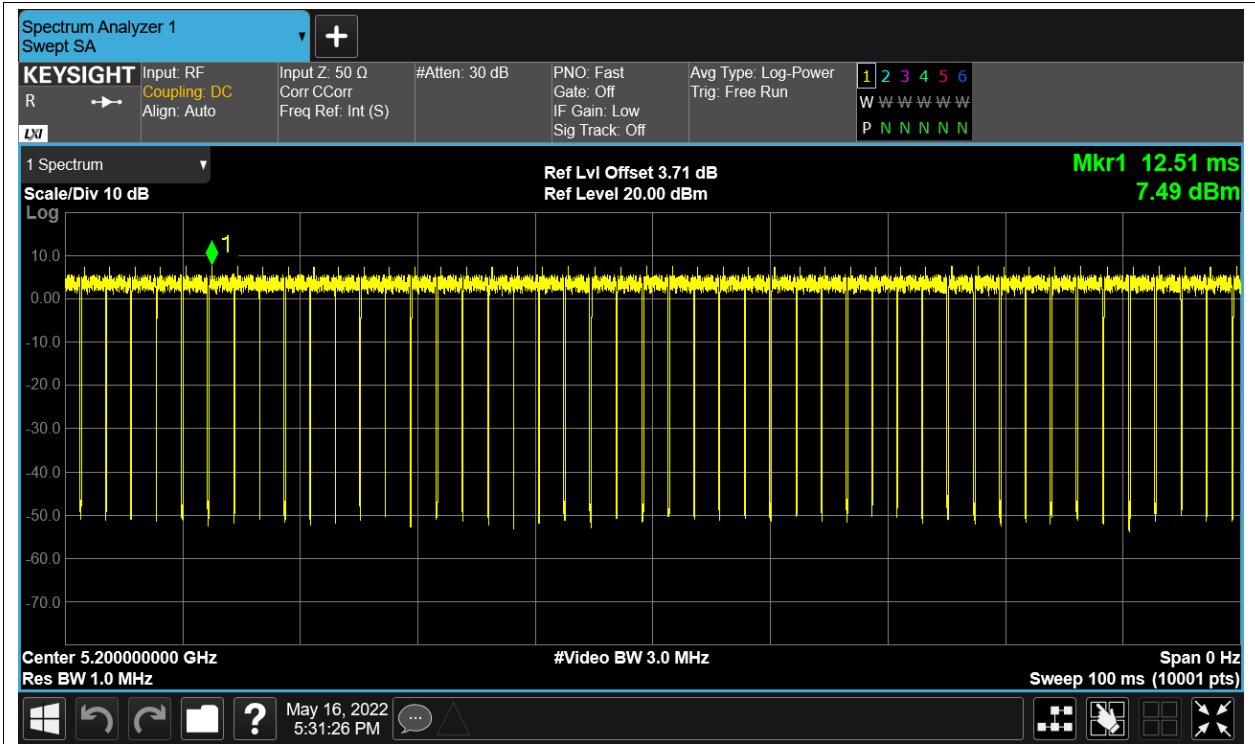 Spectrum Analyzer 1
Swept SA
KEYSIGHT
R
LXI
Input: RF
Coupling: DC
Align: Auto
Input Z: 50 Ω
Corr CCorr
Freq Ref: Int (S)
#Atten: 30 dB
PNO: Fast
Gate: Off
IF Gain: Low
Sig Track: Off
Avg Type: Log-Power
Trig: Free Run
1 2 3 4 5 6
W W W W W W
P N N N N N
1 Spectrum
Scale/Div 10 dB
Log
Ref Lvl Offset 3.71 dB
Ref Level 20.00 dBm
Mkr1 12.51 ms
7.49 dBm
1
10.0
0.00
-10.0
-20.0
-30.0
-40.0
-50.0
-60.0
-70.0
Center 5.200000000 GHz
Res BW 1.0 MHz
#Video BW 3.0 MHz
Span 0 Hz
Sweep 100 ms (10001 pts)
?
May 16, 2022
5:31:26 PM